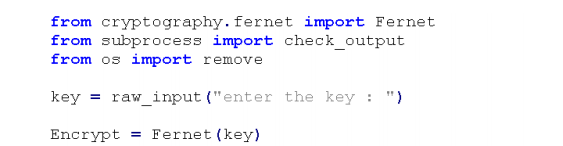 from cryptography.fernet import Fernet
from subprocess import check_output
from os import remove
key = raw_input("enter the key : ")
Encrypt = Fernet(key)